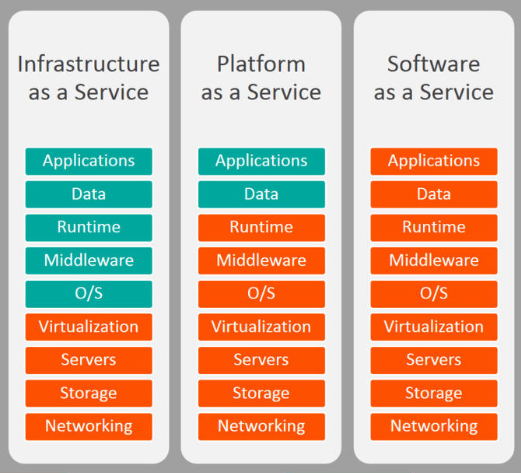 Infrastructure
as a Service
Applications
Data
Runtime
Middleware
O/S
Virtualization
Servers
Storage
Networking
Platform
as a Service
Applications
Data
Runtime
Middleware
O/S
Virtualization
Servers
Storage
Networking
Software
as a Service
Applications
Data
Runtime
Middleware
O/S
Virtualization
Servers
Storage
Networking